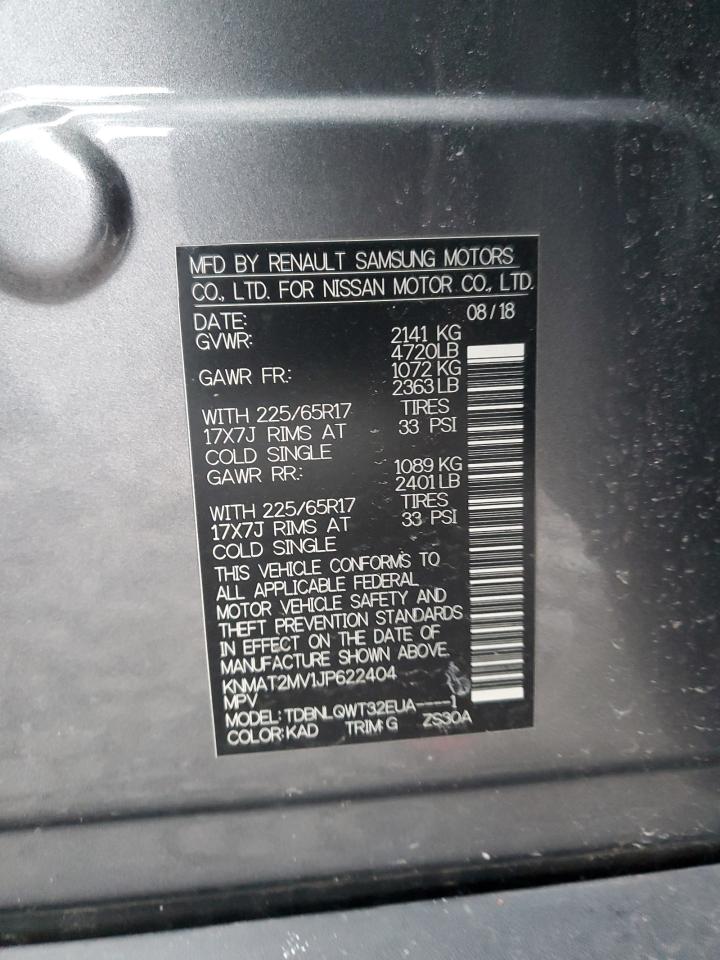 MFD BY RENAULT SAMSUNG MOTORS
CO., LTD. FOR NISSAN MOTOR CO., LTD.
DATE: 08/18
GVWR: 2141 KG
4720LB
GAWR FR: 1072 KG
2363LB
WITH 225/65R17 TIRES
17X7J RIMS AT 33 PSI
COLD SINGLE
GAWR RR: 1089 KG
2401LB
WITH 225/65R17 TIRES
17X7J RIMS AT 33 PSI
COLD SINGLE
THIS VEHICLE CONFORMS TO
ALL APPLICABLE FEDERAL
MOTOR VEHICLE SAFETY AND
THEFT PREVENTION STANDARDS
IN EFFECT ON THE DATE OF
MANUFACTURE SHOWN ABOVE.
KNMAT2MV1JP622404
MPV
MODEL: TDBNLQWT32EUA----1
COLOR:KAD TRIM:G ZS30A